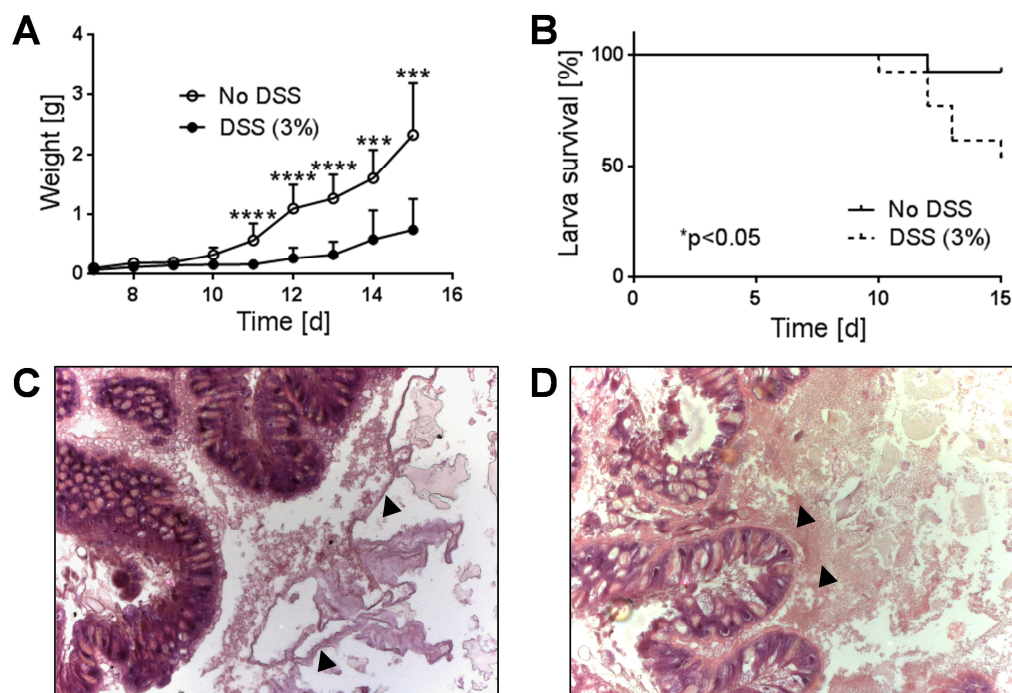 A
4
3
2
1
0
Weight [g]
No DSS
DSS (3%)
****
****
****
***
***
8
10
12
14
16
Time [d]
B
100
50
0
Larva survival [%]
No DSS
DSS (3%)
*p<0.05
0
5
10
15
Time [d]
C
D